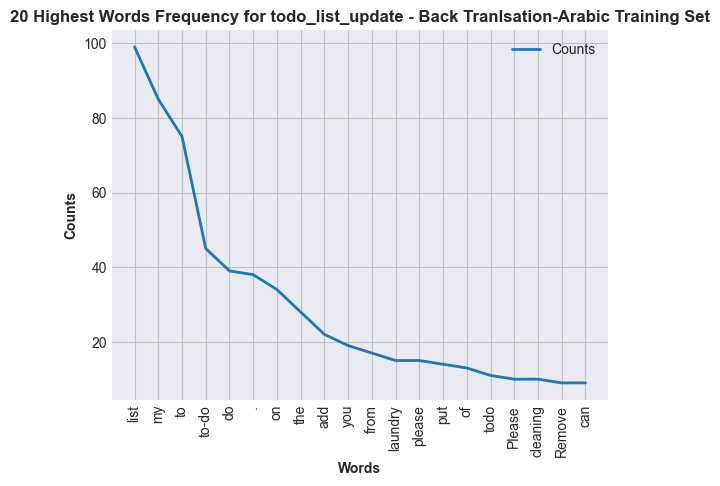 20 Highest Words Frequency for todo_list_update - Back Tranlsation-Arabic Training Set
Counts
100
80
60
40
20
Counts
list
my
to
to-do
do
.
on
the
add
you
from
laundry
please
put
of
todo
Please
cleaning
Remove
can
Words